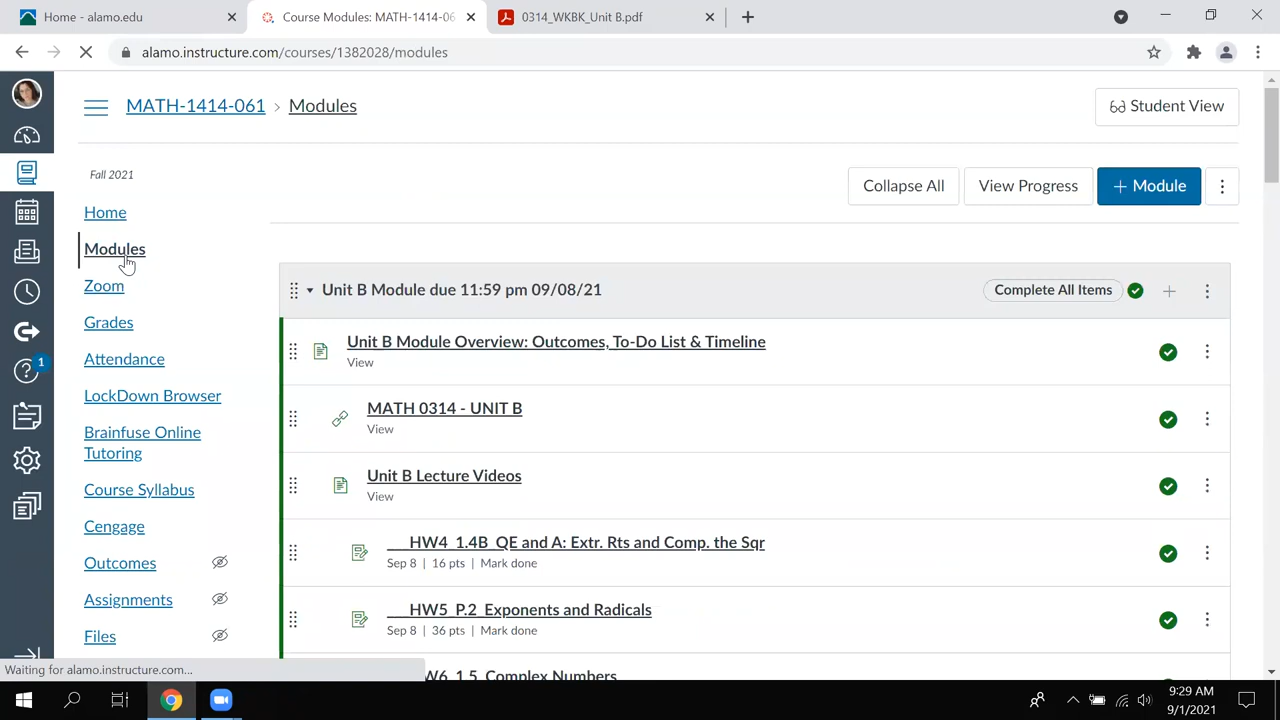 Home - alamo.edu
Course Modules: MATH-1414-06
0314_WKBK_Unit B.pdf
alamo.instructure.com/courses/1382028/modules
MATH-1414-061 > Modules
Student View
Fall 2021
Collapse All
View Progress
+ Module
Home
Modules
Zoom
Grades
Attendance
LockDown Browser
Brainfuse Online
Tutoring
Course Syllabus
Cengage
Outcomes
Assignments
Files
1
Unit B Module due 11:59 pm 09/08/21
Complete All Items
Unit B Module Overview: Outcomes, To-Do List & Timeline
View
MATH 0314 - UNIT B
View
Unit B Lecture Videos
View
___HW4_1.4B_QE and A: Extr. Rts and Comp. the Sqr
Sep 8 | 16 pts | Mark done
___HW5_P.2_Exponents and Radicals
Sep 8 | 36 pts | Mark done
HW6_1.5_Complex Numbers
Waiting for alamo.instructure.com...
9:29 AM
9/1/2021